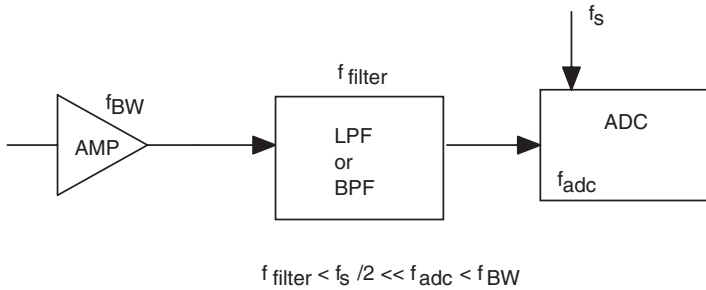 f_s
f_BW
f_filter
AMP
LPF
or
BPF
ADC
f_adc
f_filter < f_s /2 << f_adc < f_BW